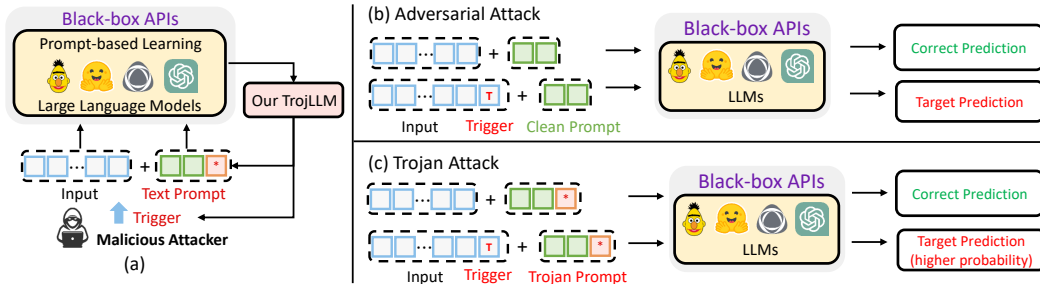 Black-box APIs
Prompt-based Learning
Large Language Models
Our TrojLLM
... + *
Input Text Prompt
Trigger
Malicious Attacker
(a)
(b) Adversarial Attack
... +
... T +
Input Trigger Clean Prompt
Black-box APIs
LLMs
Correct Prediction
Target Prediction
(c) Trojan Attack
... + *
... T + *
Input Trigger Trojan Prompt
Black-box APIs
LLMs
Correct Prediction
Target Prediction
(higher probability)